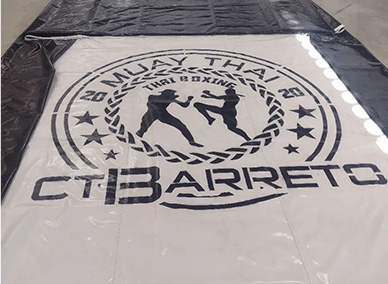 MUAY THAI
THAI BOXING
20 20
CT BARRETO